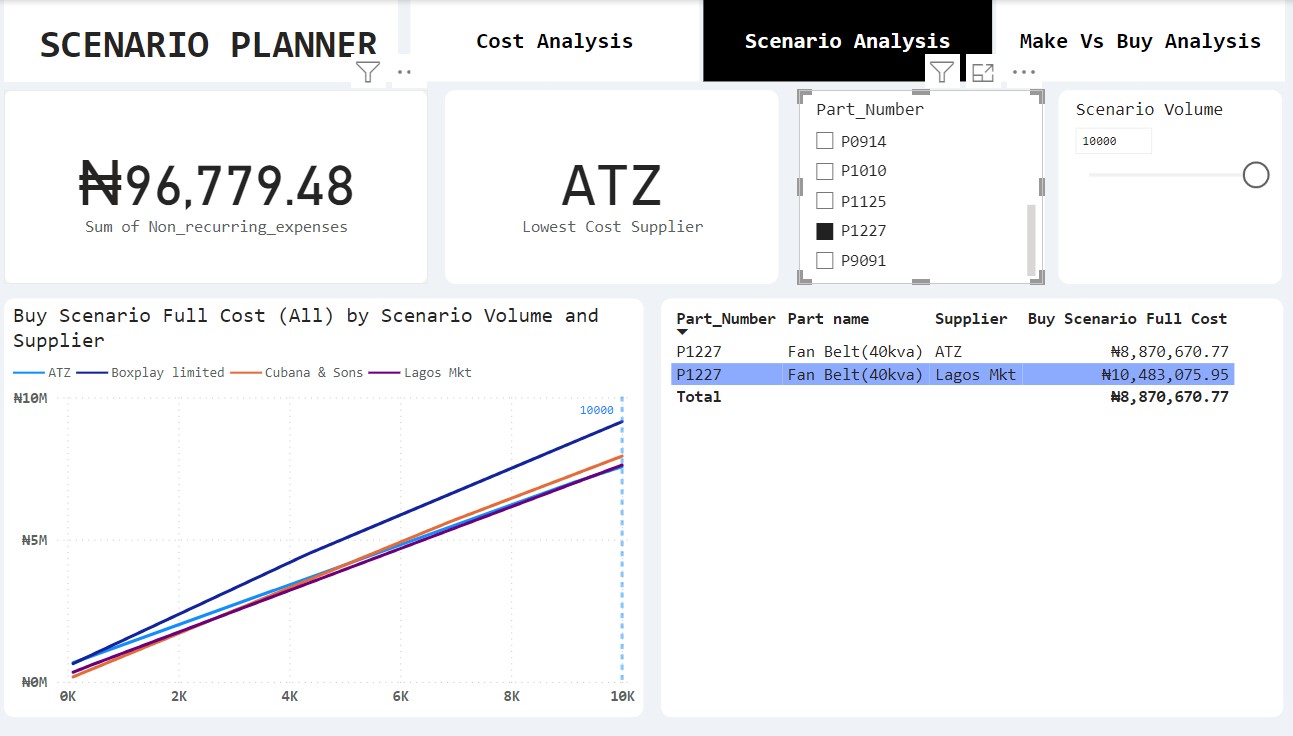 SCENARIO PLANNER
Cost Analysis
Scenario Analysis
Make Vs Buy Analysis
₦96,779.48
Sum of Non_recurring_expenses
ATZ
Lowest Cost Supplier
Part_Number
P0914
P1010
P1125
P1227
P9091
Scenario Volume
10000
Buy Scenario Full Cost (All) by Scenario Volume and
Supplier
ATZ Boxplay limited Cubana & Sons Lagos Mkt
₦10M
10000
₦5M
₦0M
0K 2K 4K 6K 8K 10K
Part_Number Part name Supplier Buy Scenario Full Cost
P1227 Fan Belt(40kva) ATZ ₦8,870,670.77
P1227 Fan Belt(40kva) Lagos Mkt ₦10,483,075.95
Total ₦8,870,670.77